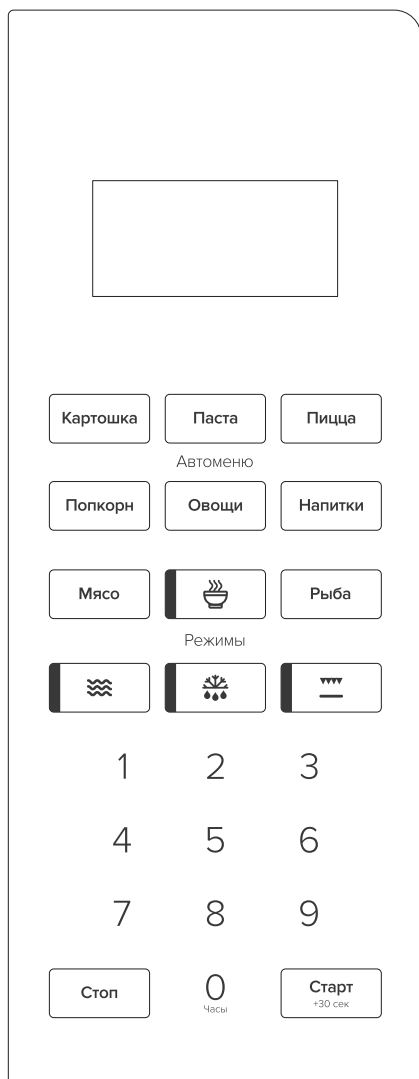 Картошка Паста Пицца
Автоменю
Попкорн Овощи Напитки
Мясо Рыба
Режимы
1 2 3
4 5 6
7 8 9
Стоп 0 Старт
Часы +30 сек